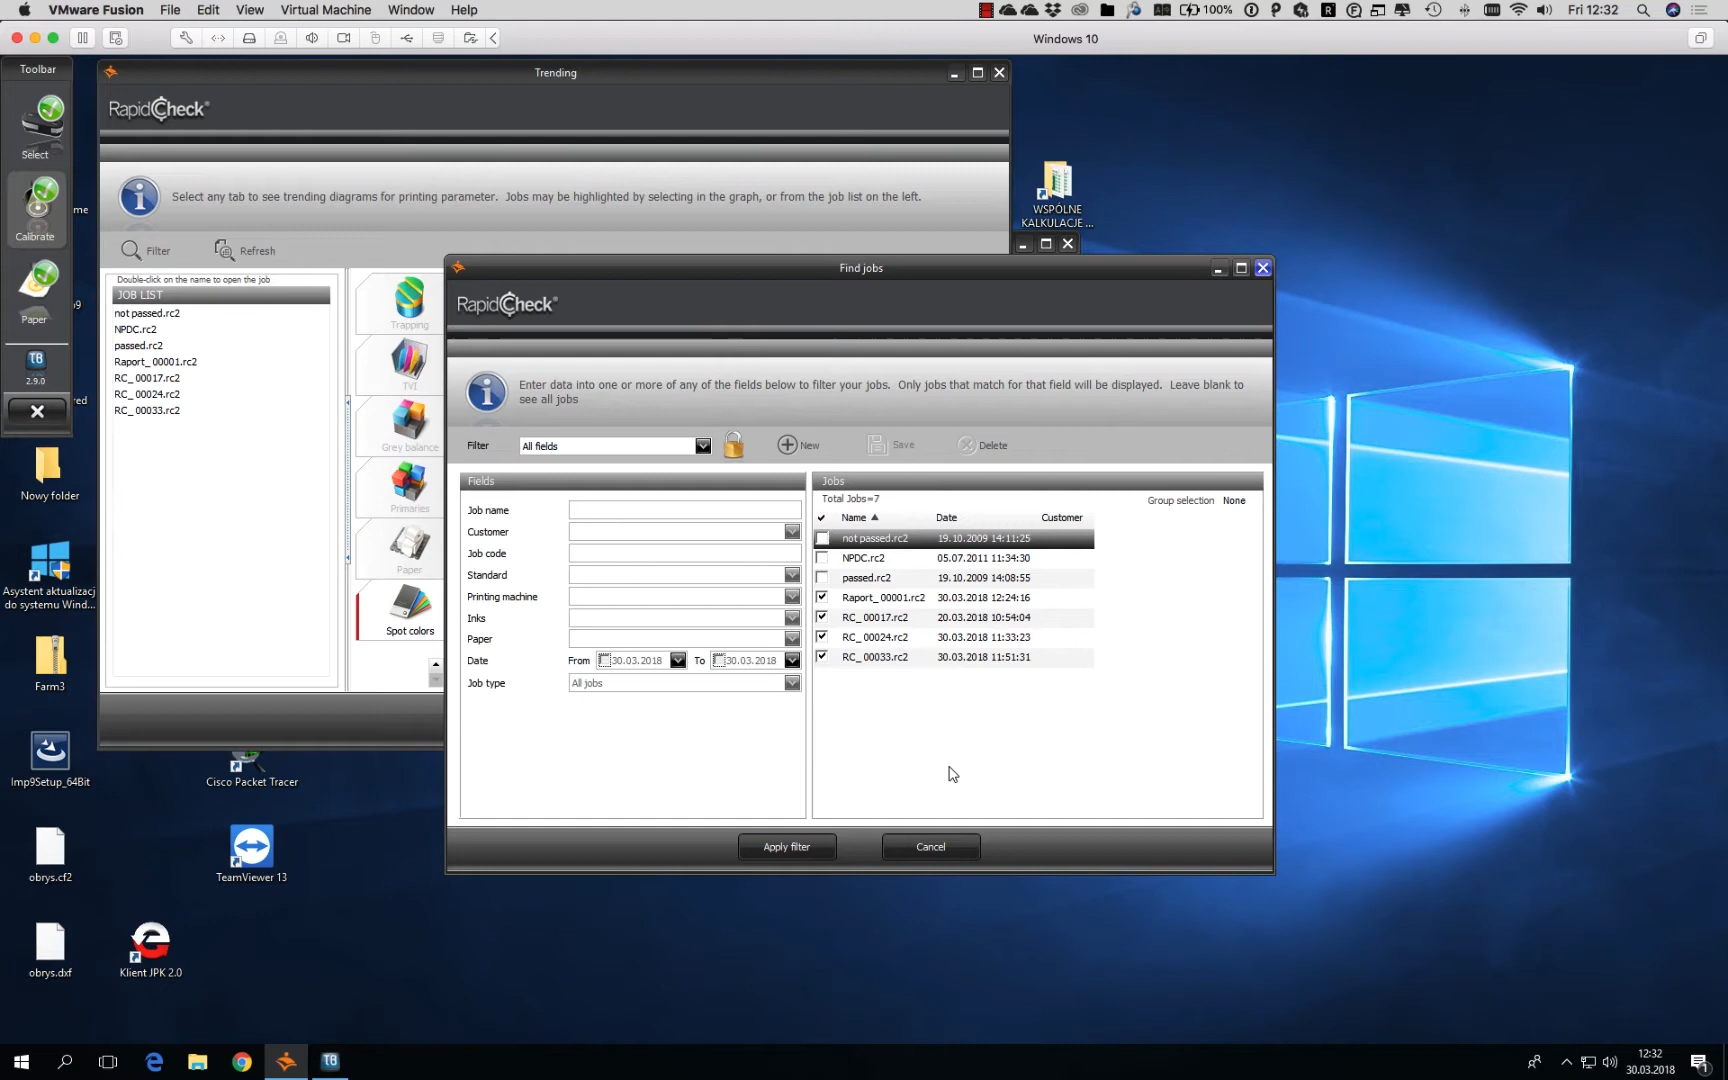 VMware Fusion File Edit View Virtual Machine Window Help
100% Fri 12:32
Windows 10
Toolbar
Select
Calibrate
Paper
2.9.0
Trending
RapidCheck®
Select any tab to see trending diagrams for printing parameter. Jobs may be highlighted by selecting in the graph, or from the job list on the left.
Filter Refresh
Double-click on the name to open the job
JOB LIST
not passed.rc2
NPDC.rc2
passed.rc2
Raport_00001.rc2
RC_00017.rc2
RC_00024.rc2
RC_00033.rc2
Trapping
TVI
Grey balance
Primaries
Paper
Spot colors
Find jobs
RapidCheck®
Enter data into one or more of any of the fields below to filter your jobs. Only jobs that match for that field will be displayed. Leave blank to
see all jobs
Filter All fields New Save Delete
Fields
Job name
Customer
Job code
Standard
Printing machine
Inks
Paper
Date From 30.03.2018 To 30.03.2018
Job type All jobs
Jobs
Total Jobs=7 Group selection None
Name Date Customer
not passed.rc2 19.10.2009 14:11:25
NPDC.rc2 05.07.2011 11:34:30
passed.rc2 19.10.2009 14:08:55
Raport_00001.rc2 30.03.2018 12:24:16
RC_00017.rc2 20.03.2018 10:54:04
RC_00024.rc2 30.03.2018 11:33:23
RC_00033.rc2 30.03.2018 11:51:31
Apply filter Cancel
WSPÓLNE
KALKULACJE ...
me
p9
red
Nowy folder
Asystent aktualizacj
do systemu Wind...
Farm3
Imp9Setup_64Bit
Cisco Packet Tracer
obrys.cf2
TeamViewer 13
obrys.dxf
Klient JPK 2.0
12:32
30.03.2018
1